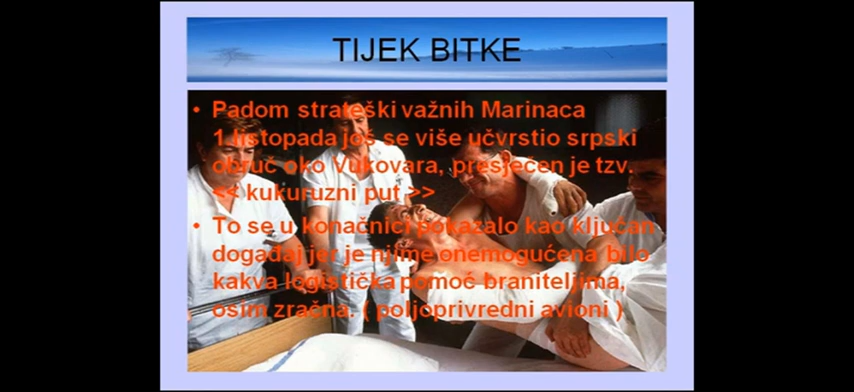 TIJEK BITKE
• Padom strateški važnih Marinaca
1.listopada još se više učvrstio srpski
obruč oko Vukovara, presječen je tzv.
<< kukuruzni put >>
• To se u konačnici pokazalo kao ključan
događaj jer je njime onemogućena bilo
kakva logistička pomoć braniteljima,
osim zračna. ( poljoprivredni avioni )